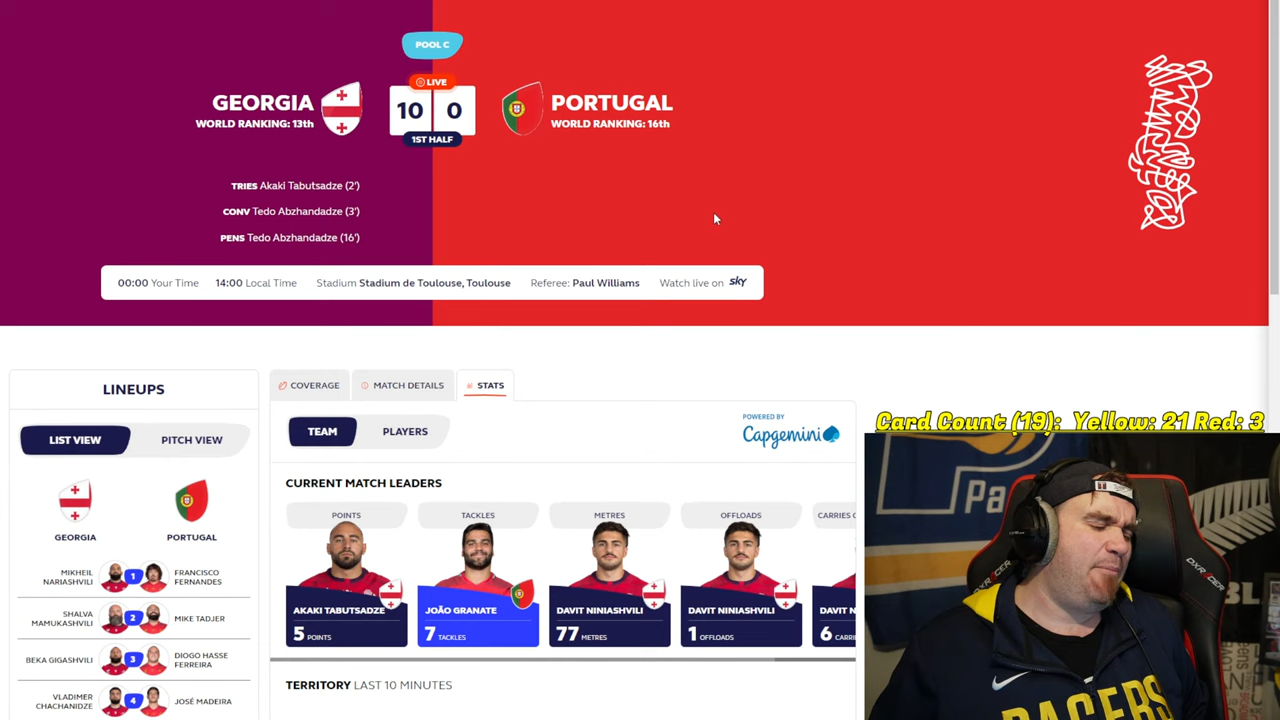 POOL C
LIVE
GEORGIA
WORLD RANKING: 13th
10 0
1ST HALF
PORTUGAL
WORLD RANKING: 16th
TRIES Akaki Tabutsadze (2')
CONV Tedo Abzhandadze (3')
PENS Tedo Abzhandadze (16')
00:00 Your Time 14:00 Local Time Stadium Stadium de Toulouse, Toulouse Referee: Paul Williams Watch live on sky
LINEUPS
LIST VIEW PITCH VIEW
GEORGIA PORTUGAL
MIKHEIL NARIASHVILI 1 FRANCISCO FERNANDES
SHALVA MAMUKASHVILI 2 MIKE TADJER
BEKA GIGASHVILI 3 DIOGO HASSE FERREIRA
VLADIMER CHACHANIDZE 4 JOSÉ MADEIRA
COVERAGE MATCH DETAILS STATS
TEAM PLAYERS
POWERED BY
Capgemini
CURRENT MATCH LEADERS
POINTS TACKLES METRES OFFLOADS CARRIES
AKAKI TABUTSADZE
5 POINTS
JOÃO GRANATE
7 TACKLES
DAVIT NINIASHVILI
77 METRES
DAVIT NINIASHVILI
1 OFFLOADS
DAVIT N
6 CARRI
TERRITORY LAST 10 MINUTES
Card Count (19): Yellow: 21 Red: 3
Pa
DXRACER
PACERS